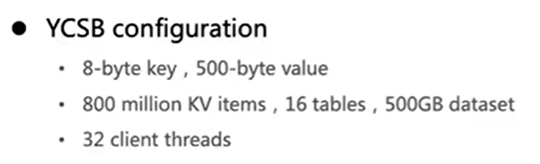 ● YCSB configuration
• 8-byte key , 500-byte value
• 800 million KV items , 16 tables , 500GB dataset
• 32 client threads